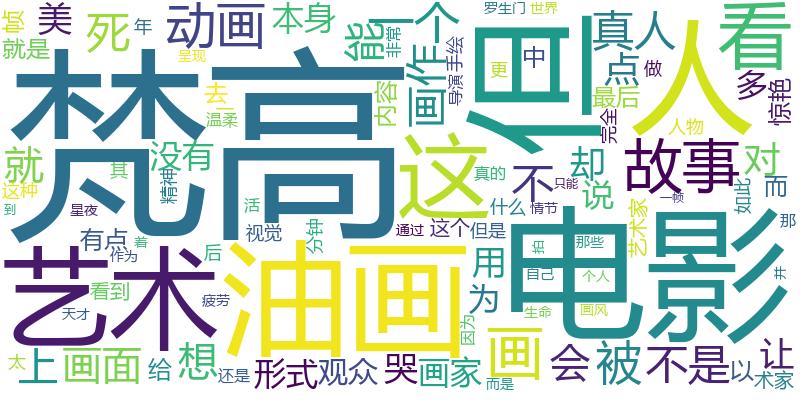 帧 美 死 年 动画 本身 能 一个 罗生门 世界 真人 看
就是 呈现 非常 画作 导演 手绘 但 更 中 点 做 多 惊艳
梵高 去 温柔 内容 最后 人 完全 人物
就 没有 这 却 故事 对
这种 其 精神 真的 不 说 只能 如此 而
到 星夜 活 通过 这个 但是 什么 情节 艺术家 一帧 那
有点 着 视觉 分钟 拍 那些
作为 后 用 自己 个人 并
艺术 看到 疲劳 油画 为 电影
天才 因为 生命 画风
太 上 画面 给 想 还是 形式 观众 哭 画家 而是 画 会 被 不是 以 术家 让